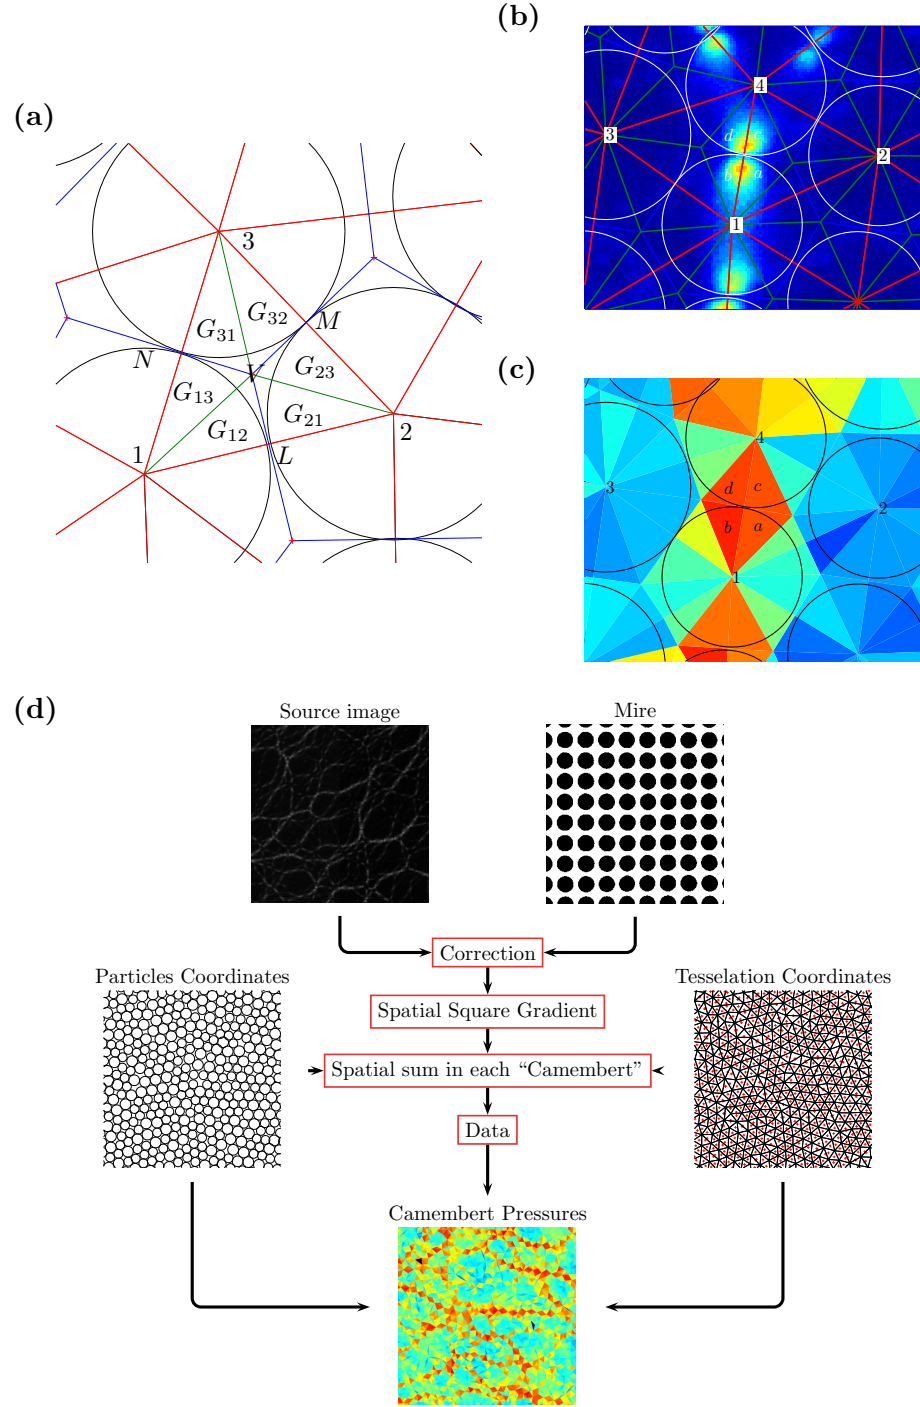 (a)
3
G₃₁
G₃₂
M
N
V
G₂₃
G₁₃
G₁₂
G₂₁
2
1
L
(b)
4
3
d c
2
b a
1
(c)
4
3
d c
2
b a
1
(d)
Source image
Mire
Correction
Particles Coordinates
Tesselation Coordinates
Spatial Square Gradient
Spatial sum in each “Camembert”
Data
Camembert Pressures